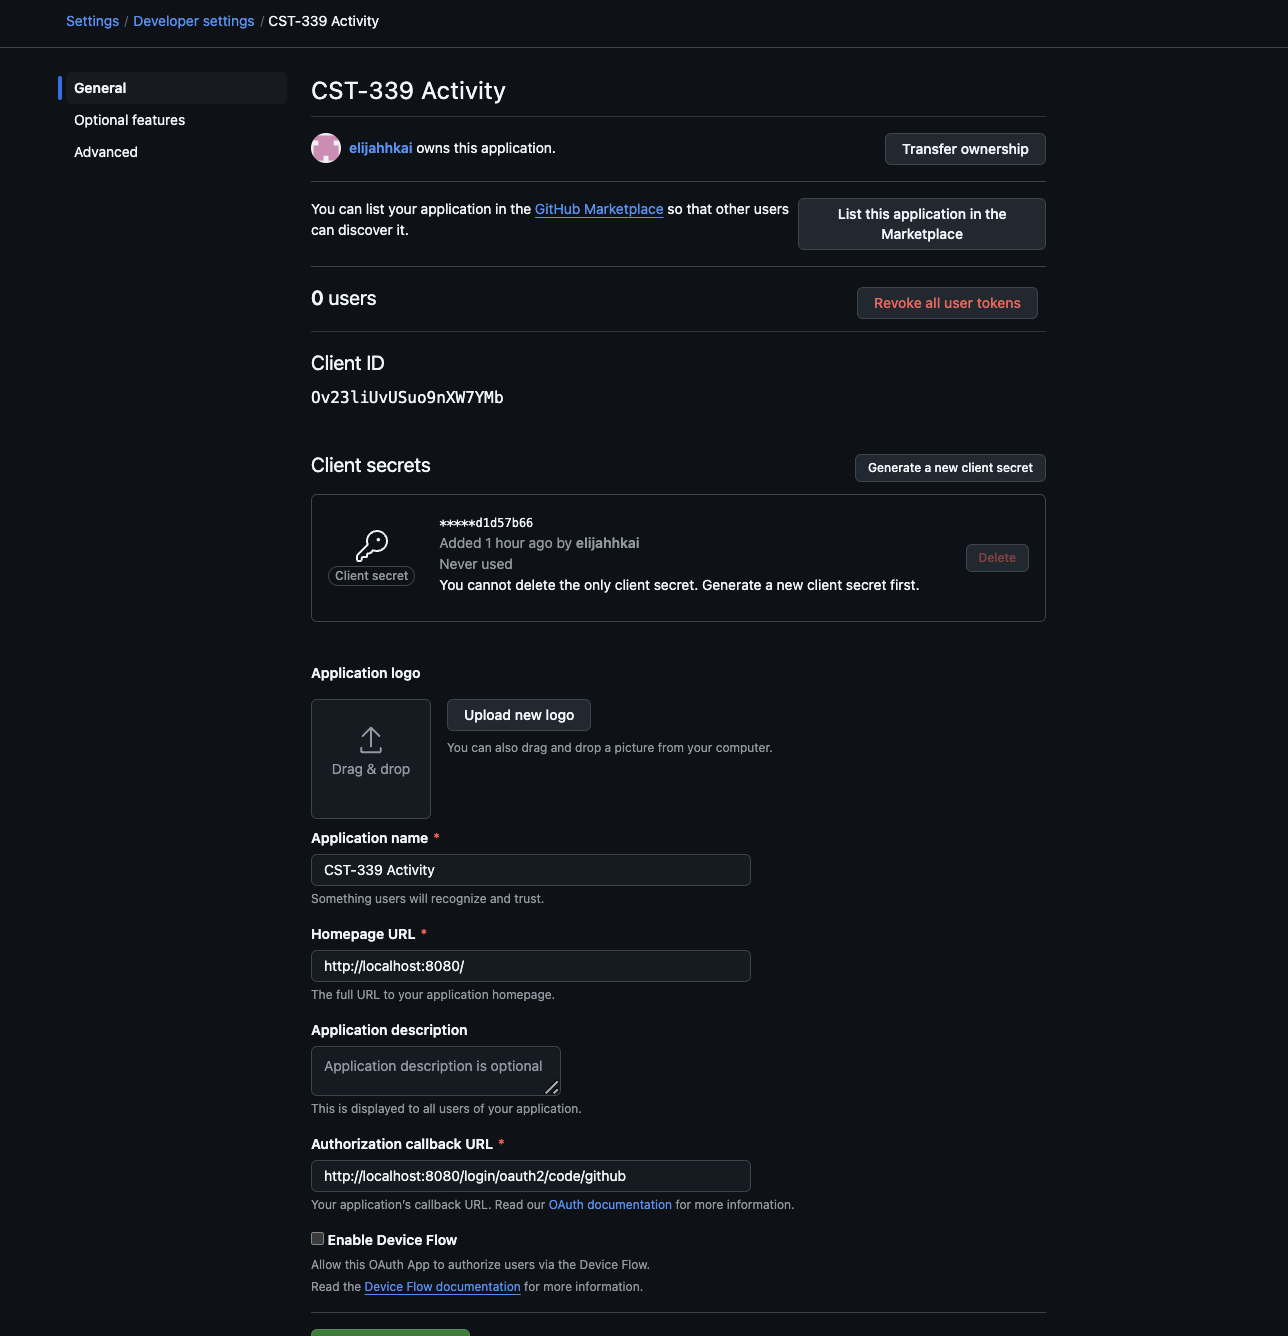 Settings / Developer settings / CST-339 Activity
General
Optional features
Advanced
CST-339 Activity
elijahhkai owns this application.
Transfer ownership
You can list your application in the GitHub Marketplace so that other users
can discover it.
List this application in the
Marketplace
0 users
Revoke all user tokens
Client ID
Ov23liUvUSuo9nXW7YMb
Client secrets
Generate a new client secret
*****d1d57b66
Added 1 hour ago by elijahhkai
Never used
You cannot delete the only client secret. Generate a new client secret first.
Client secret
Delete
Application logo
Drag & drop
Upload new logo
You can also drag and drop a picture from your computer.
Application name *
CST-339 Activity
Something users will recognize and trust.
Homepage URL *
http://localhost:8080/
The full URL to your application homepage.
Application description
Application description is optional
This is displayed to all users of your application.
Authorization callback URL *
http://localhost:8080/login/oauth2/code/github
Your application's callback URL. Read our OAuth documentation for more information.
Enable Device Flow
Allow this OAuth App to authorize users via the Device Flow.
Read the Device Flow documentation for more information.